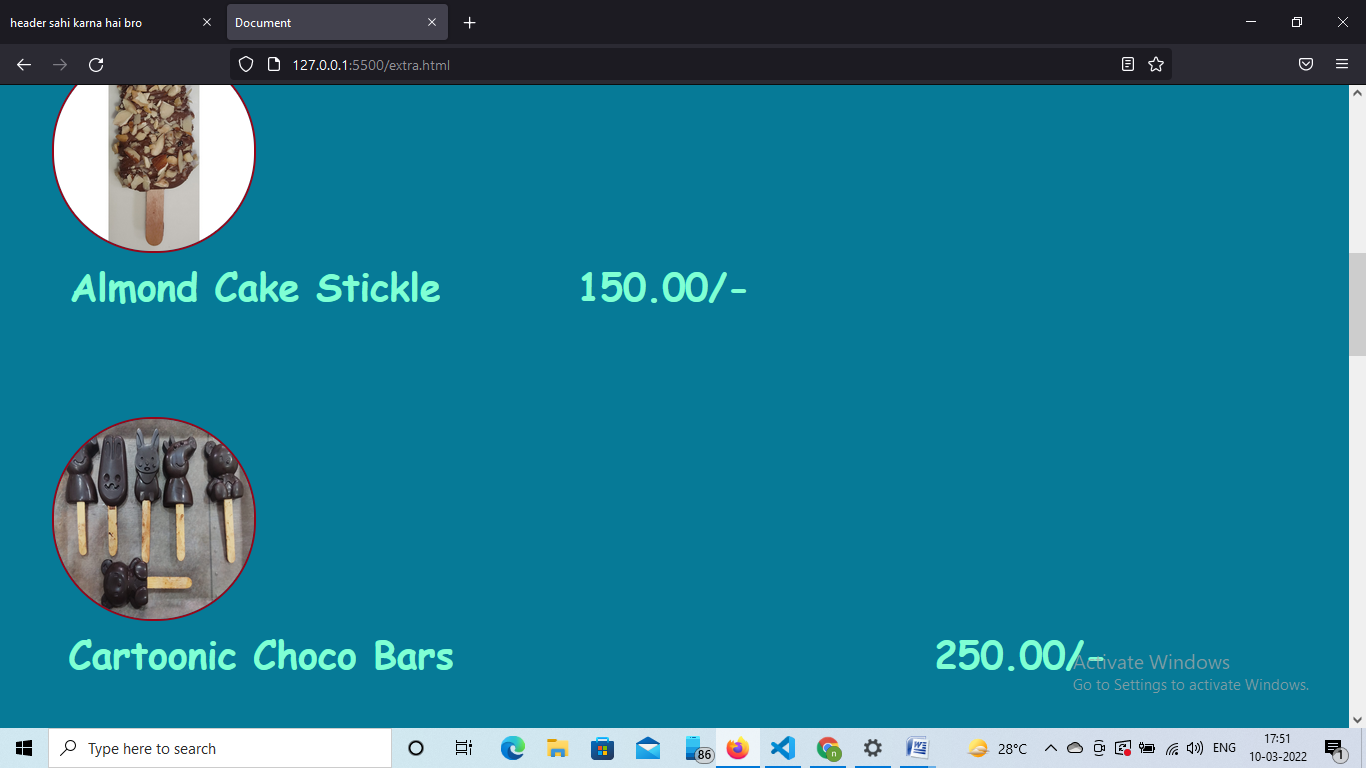 header sahi karna hai bro
Document
127.0.0.1:5500/extra.html
Almond Cake Stickle 150.00/-
Cartoonic Choco Bars 250.00/-
Activate Windows
Go to Settings to activate Windows.
Type here to search
86
n
W
28°C
ENG
17:51
10-03-2022
1